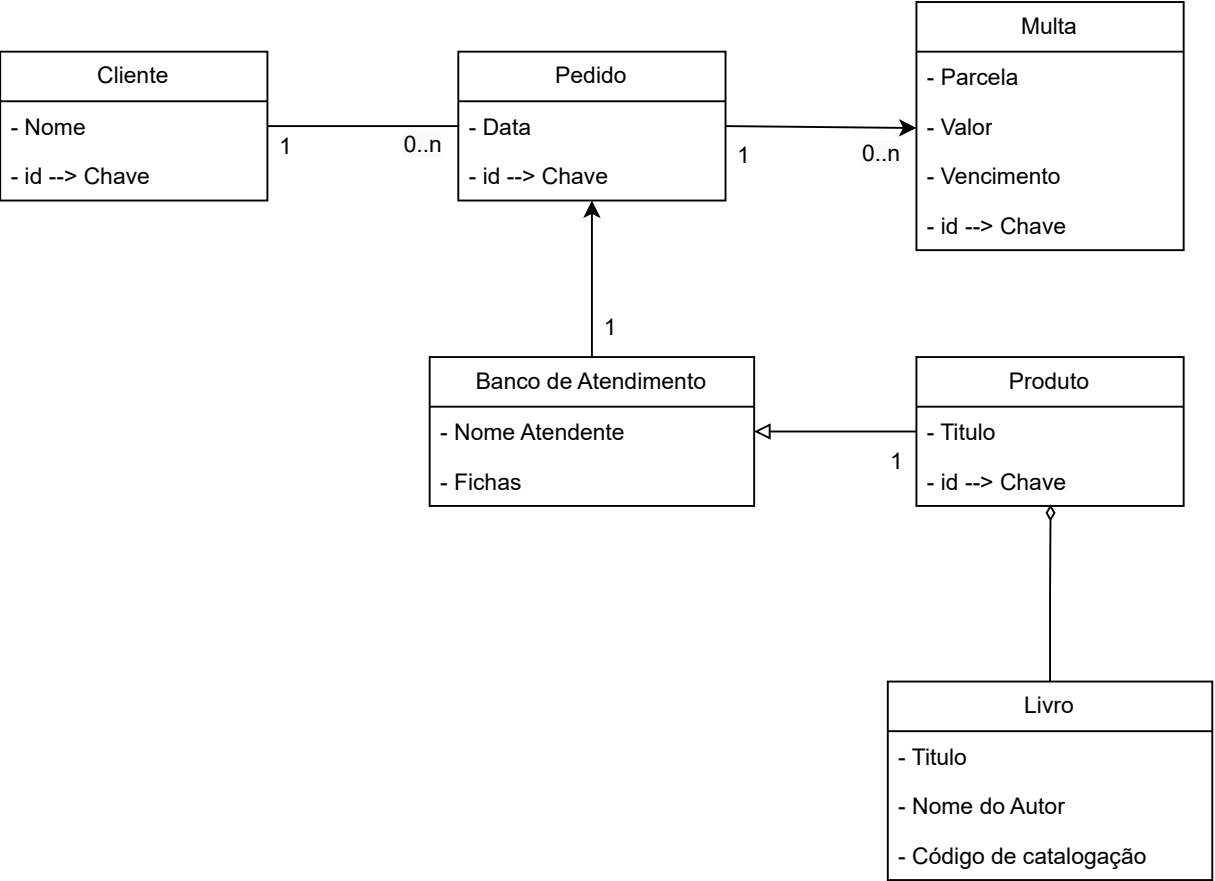 Cliente
- Nome
- id --> Chave
1
0..n
Pedido
- Data
- id --> Chave
1
0..n
Multa
- Parcela
- Valor
- Vencimento
- id --> Chave
1
Banco de Atendimento
- Nome Atendente
- Fichas
1
Produto
- Titulo
- id --> Chave
Livro
- Titulo
- Nome do Autor
- Código de catalogação